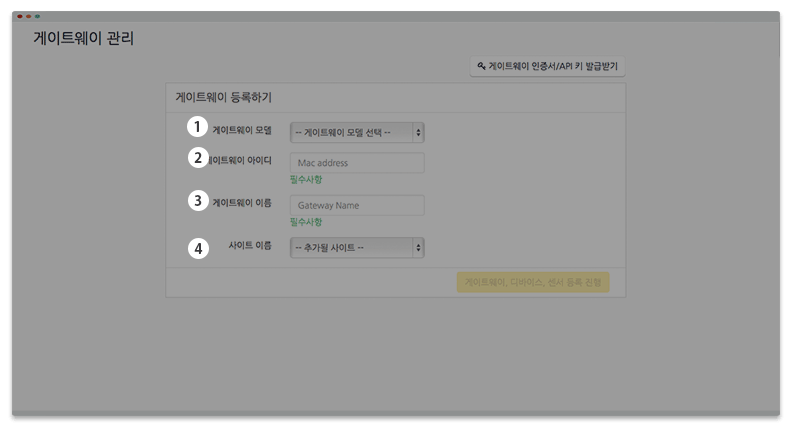 게이트웨이 관리
게이트웨이 인증서/API 키 발급받기
게이트웨이 등록하기
1 게이트웨이 모델 -- 게이트웨이 모델 선택 --
2 게이트웨이 아이디 Mac address
필수사항
3 게이트웨이 이름 Gateway Name
필수사항
4 사이트 이름 -- 추가될 사이트 --
게이트웨이, 디바이스, 센서 등록 진행